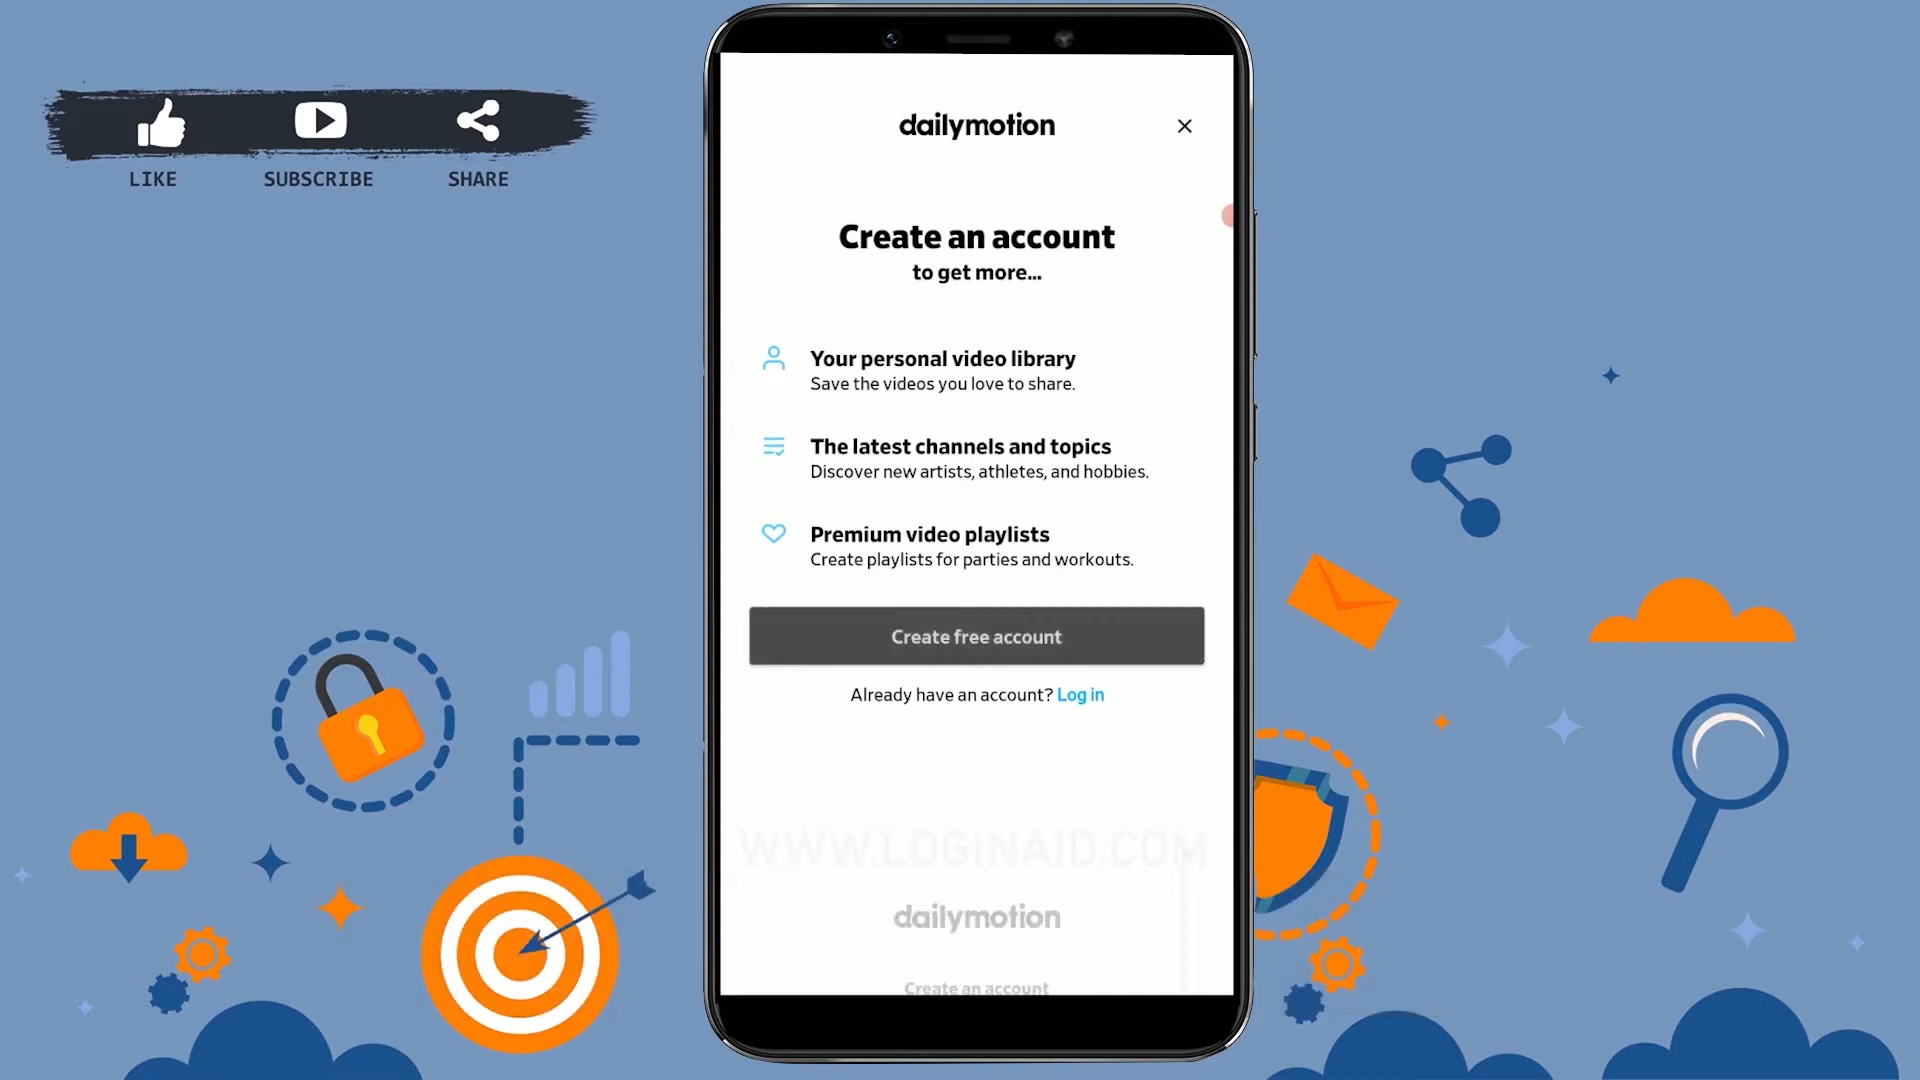 LIKE SUBSCRIBE SHARE
dailymotion
Create an account
to get more...
Your personal video library
Save the videos you love to share.
The latest channels and topics
Discover new artists, athletes, and hobbies.
Premium video playlists
Create playlists for parties and workouts.
Create free account
Already have an account? Log in
WWW.LOGINAID.COM
dailymotion
Create an account